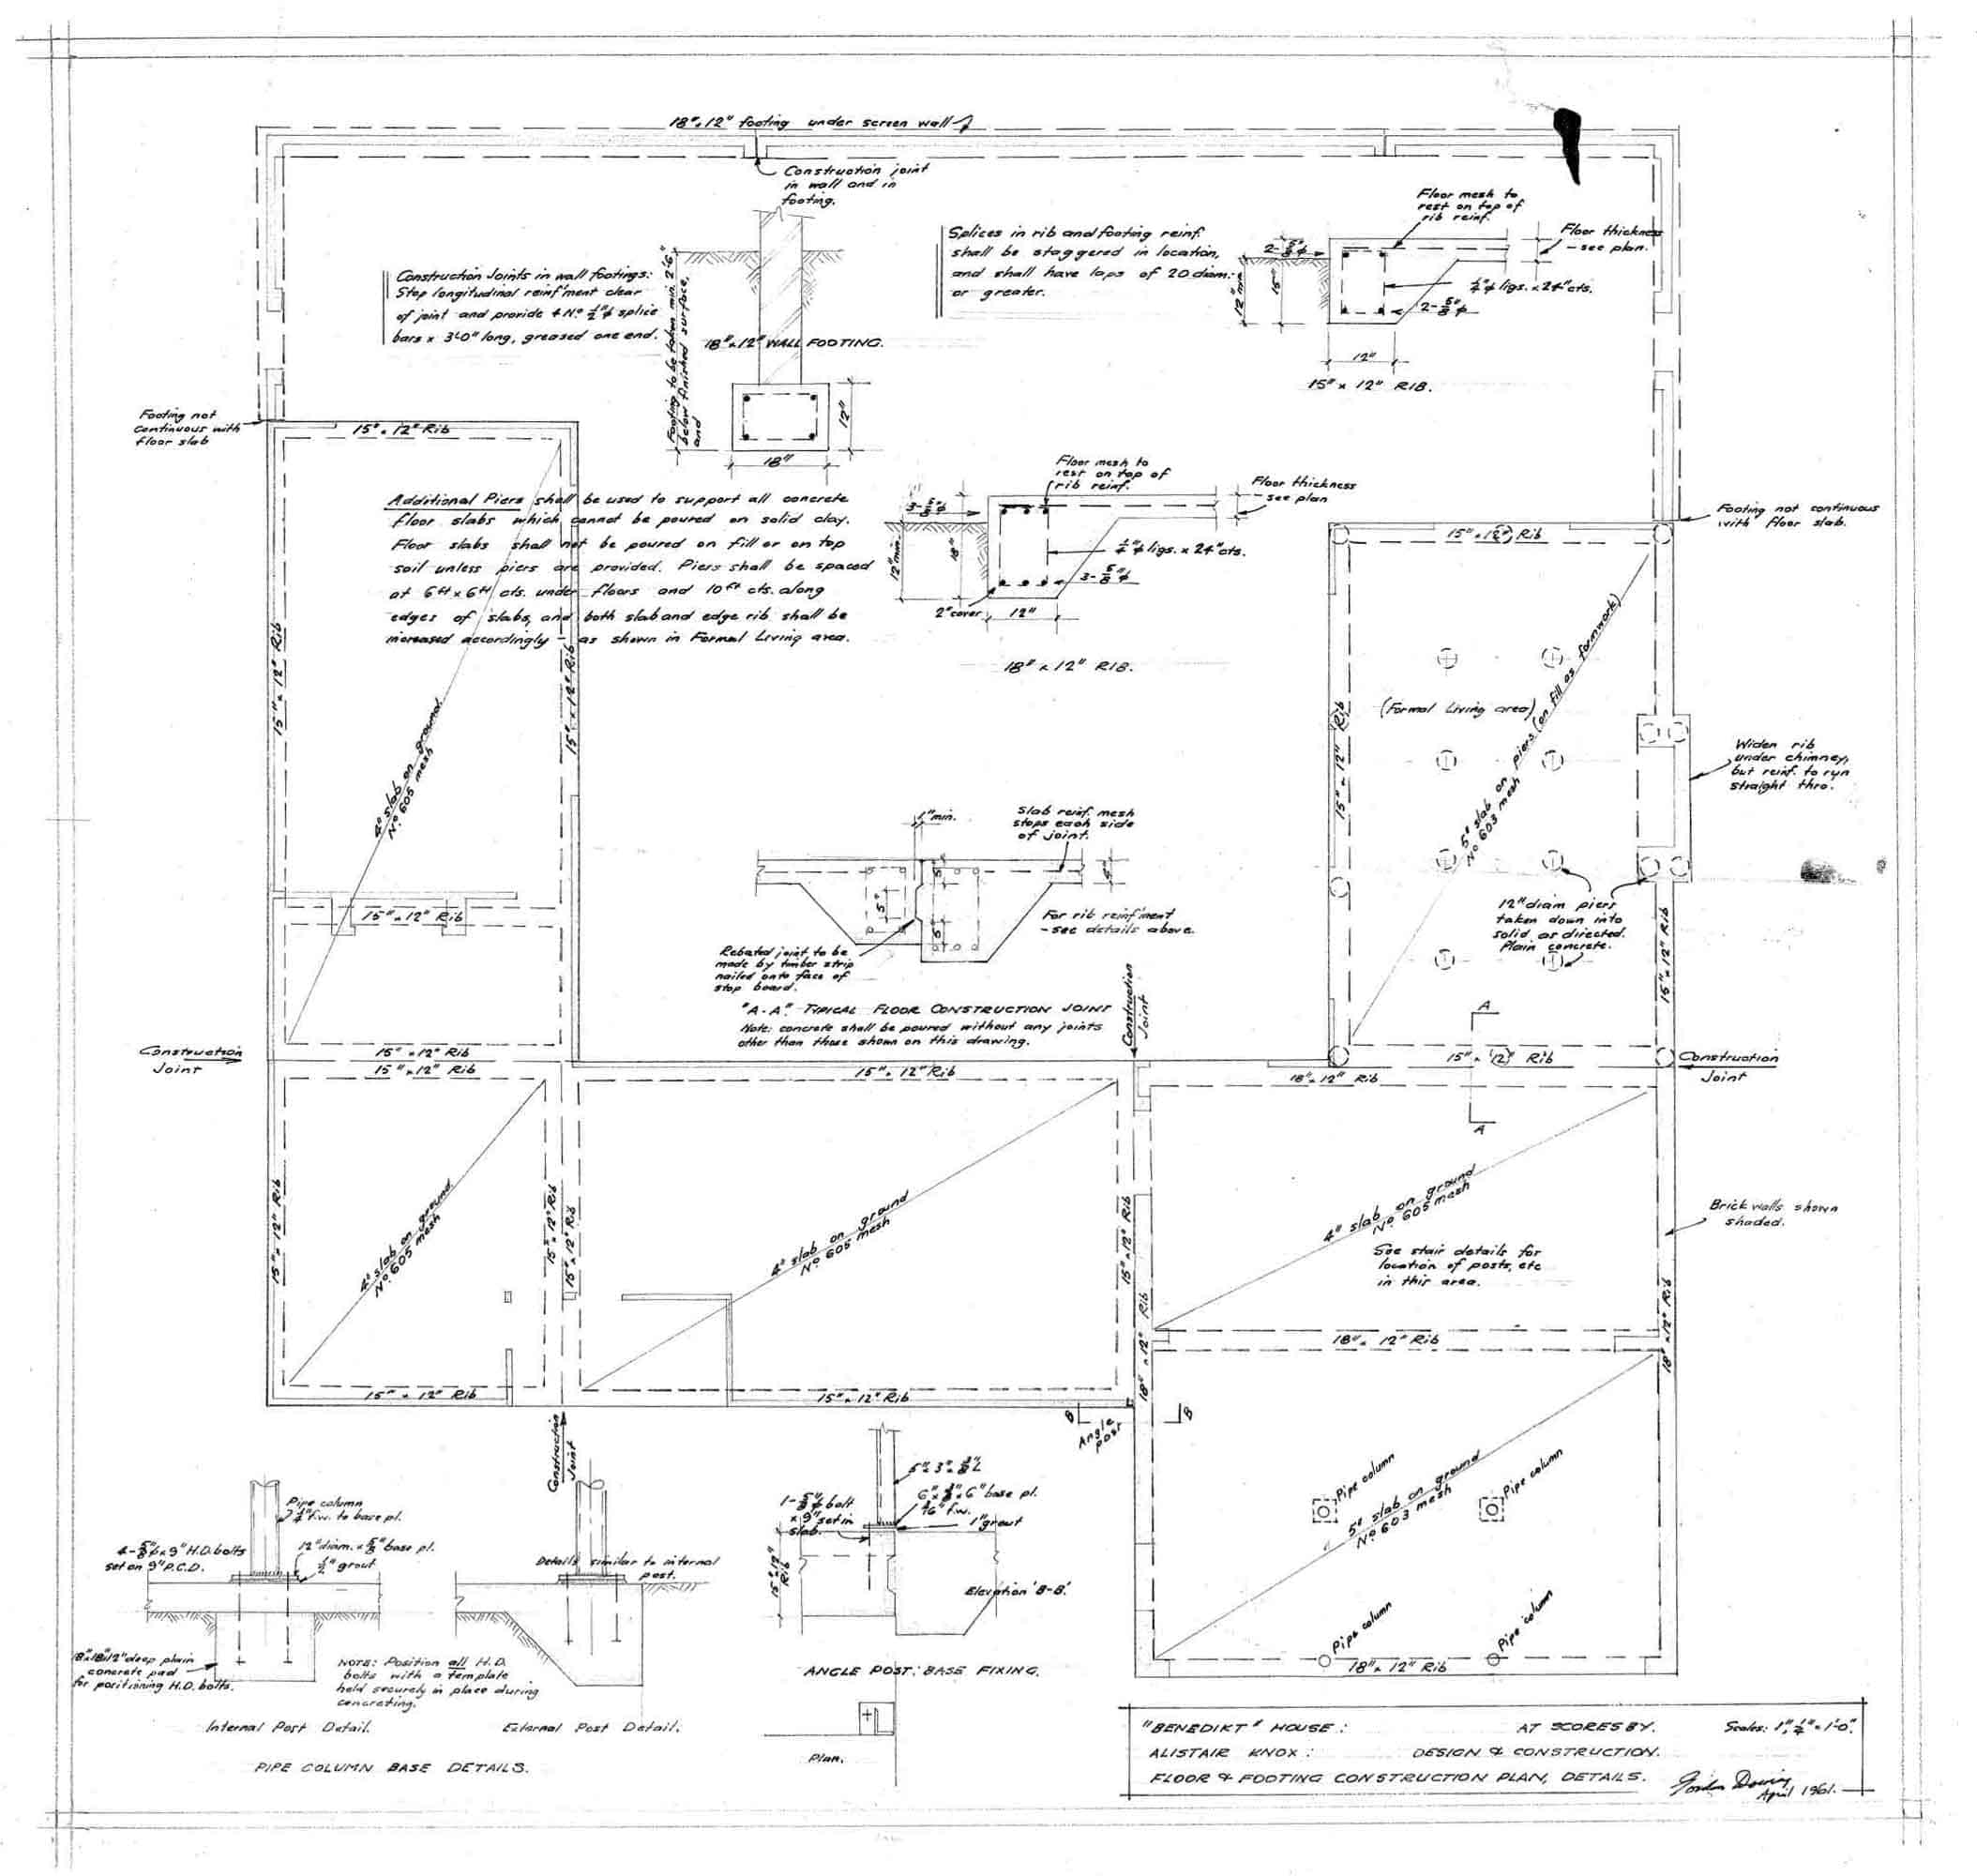 18"x12" footing under screen wall
Construction joint
in wall and in
footing.
Construction Joints in wall footings:
Stop longitudinal reinf'ment clear
of joint and provide 4 No. ½"ϕ splice
bars x 3'-0" long, greased one end.
Footing to be taken min. 2'-6"
below finished surface,
and
18"x12" WALL FOOTING.
12"
18"
Splices in rib and footing reinf.
shall be staggered in location,
and shall have laps of 20 diam.
or greater.
Floor mesh to
rest on top of
rib reinf.
Floor thickness
- see plan.
2-⅝"ϕ
12" min.
15"
¼"ϕ ligs. x 24" cts.
2-⅝"ϕ
12"
15" x 12" RIB.
Footing not
continuous with
floor slab
15" x 12" Rib
Additional Piers shall be used to support all concrete
floor slabs which cannot be poured on solid clay.
Floor slabs shall not be poured on fill or on top
soil unless piers are provided. Piers shall be spaced
at 6ft x 6ft cts. under floors and 10ft cts. along
edges of slabs, and both slab and edge rib shall be
increased accordingly - as shown in Formal Living area.
Floor mesh to
rest on top of
rib reinf.
Floor thickness
- see plan
3-⅝"ϕ
12" min.
18"
¼"ϕ ligs. x 24" cts.
3-⅝"ϕ
2" cover
12"
18" x 12" RIB.
Footing not continuous
with floor slab.
15" x 12" Rib
15" x 12" Rib
15" x 12" Rib
4" slab on ground.
No 605 mesh
15" x 12" Rib
(Formal Living area)
5" slab on piers (on fill as formwork)
No 603 mesh
15" x 12" Rib
Widen rib
under chimney,
but reinf. to run
straight thro.
12" diam piers
taken down into
solid as directed.
Plain concrete.
15" x 12" Rib
1" min.
Slab reinf. mesh
stops each side
of joint.
5"
5"
5"
5"
For rib reinf'ment
- see details above.
Rebated joint to be
made by timber strip
nailed onto face of
stop board.
"A-A". TYPICAL FLOOR CONSTRUCTION JOINT
Note: concrete shall be poured without any joints
other than those shown on this drawing.
Construction
Joint
A
A
Construction
Joint
15" x 12" Rib
15" x 12" Rib
15" x 12" Rib
18" x 12" Rib
15" x 12" Rib
Construction
Joint
15" x 12" Rib
4" slab on ground.
No 605 mesh
15" x 12" Rib
15" x 12" Rib
4" slab on ground
No 605 mesh
15" x 12" Rib
18" x 12" Rib
4" slab on ground
No 605 mesh
See stair details for
location of posts, etc
in this area.
Brick walls shown
shaded.
18" x 12" Rib
18" x 12" Rib
15" x 12" Rib
15" x 12" Rib
B
B
Angle
post
Construction
Joint
Pipe column
Pipe column
5" slab on ground
No 603 mesh
Pipe column
Pipe column
18" x 12" Rib
Pipe column
¼" f.w. to base pl.
4-⅝"ϕ x 9" H.D. bolts
set on 9" P.C.D.
12" diam. x ⅝" base pl.
½" grout
18"x18"x12" deep plain
concrete pad
for positioning H.D. bolts.
NOTE: Position all H.D.
bolts with a template
held securely in place during
concreting.
Details similar to internal
post.
Internal Post Detail.
External Post Detail.
PIPE COLUMN BASE DETAILS.
1-⅝"ϕ bolt
x 9" set in
slab.
6" x ⅜" x 6" base pl.
1" grout
15" x 12"
Rib
Elevation 'B-B'.
ANGLE POST: BASE FIXING.
Plan.
"BENEDIKT" HOUSE: AT SCORESBY. Scales: 1", ¼" = 1'-0".
ALISTAIR KNOX: DESIGN & CONSTRUCTION.
FLOOR & FOOTING CONSTRUCTION PLAN, DETAILS.
April 1961.